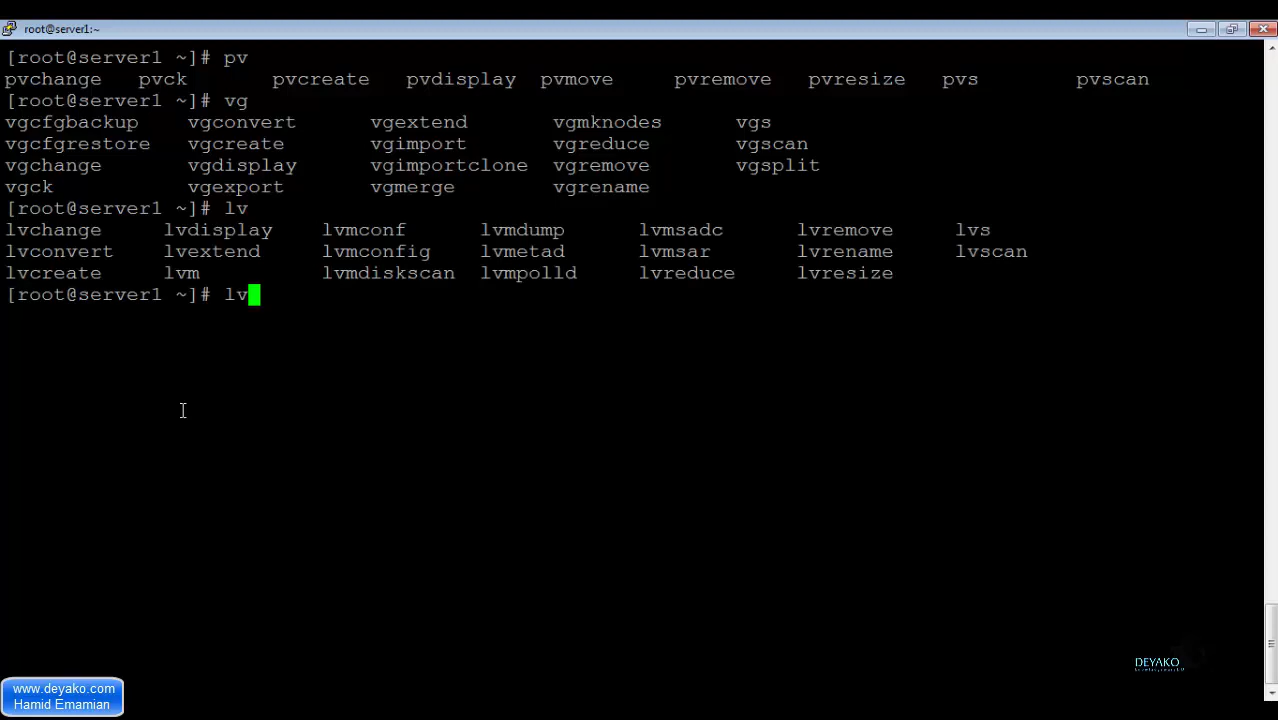 root@server1:~
[root@server1 ~]# pv
pvchange pvck pvcreate pvdisplay pvmove pvremove pvresize pvs pvscan
[root@server1 ~]# vg
vgcfgbackup vgconvert vgextend vgmknodes vgs
vgcfgrestore vgcreate vgimport vgreduce vgscan
vgchange vgdisplay vgimportclone vgremove vgsplit
vgck vgexport vgmerge vgrename
[root@server1 ~]# lv
lvchange lvdisplay lvmconf lvmdump lvmsadc lvremove lvs
lvconvert lvextend lvmconfig lvmetad lvmsar lvrename lvscan
lvcreate lvm lvmdiskscan lvmpolld lvreduce lvresize
[root@server1 ~]# lv
DEYAKO
www.deyako.com
Hamid Emamian